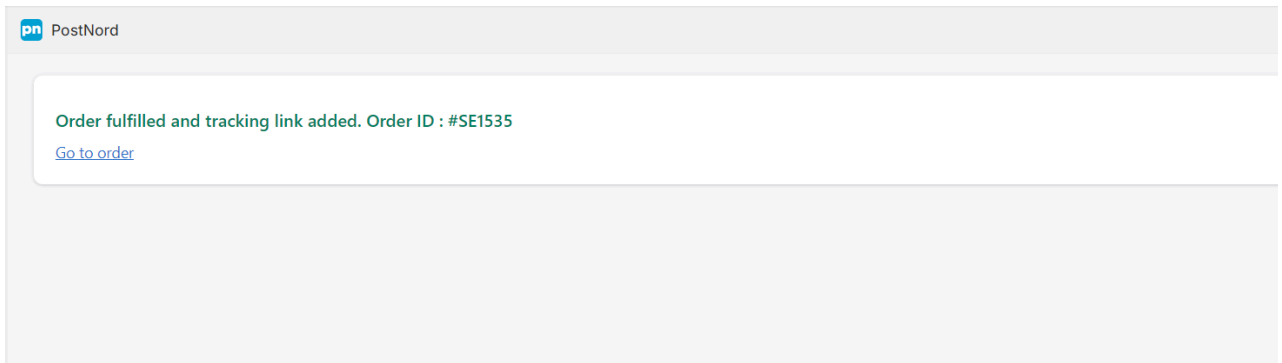 pn PostNord
Order fulfilled and tracking link added. Order ID : #SE1535
Go to order